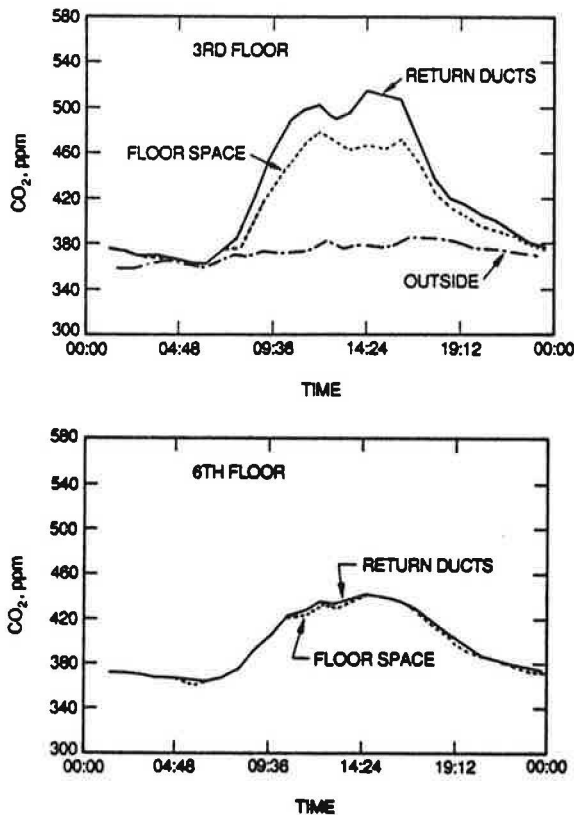 580
3RD FLOOR
540
RETURN DUCTS
500
FLOOR SPACE
460
CO2, ppm
420
380
340
OUTSIDE
300
00:00 04:48 09:36 14:24 19:12 00:00
TIME
580
6TH FLOOR
540
500
460
RETURN DUCTS
CO2, ppm
420
FLOOR SPACE
380
340
300
00:00 04:48 09:36 14:24 19:12 00:00
TIME